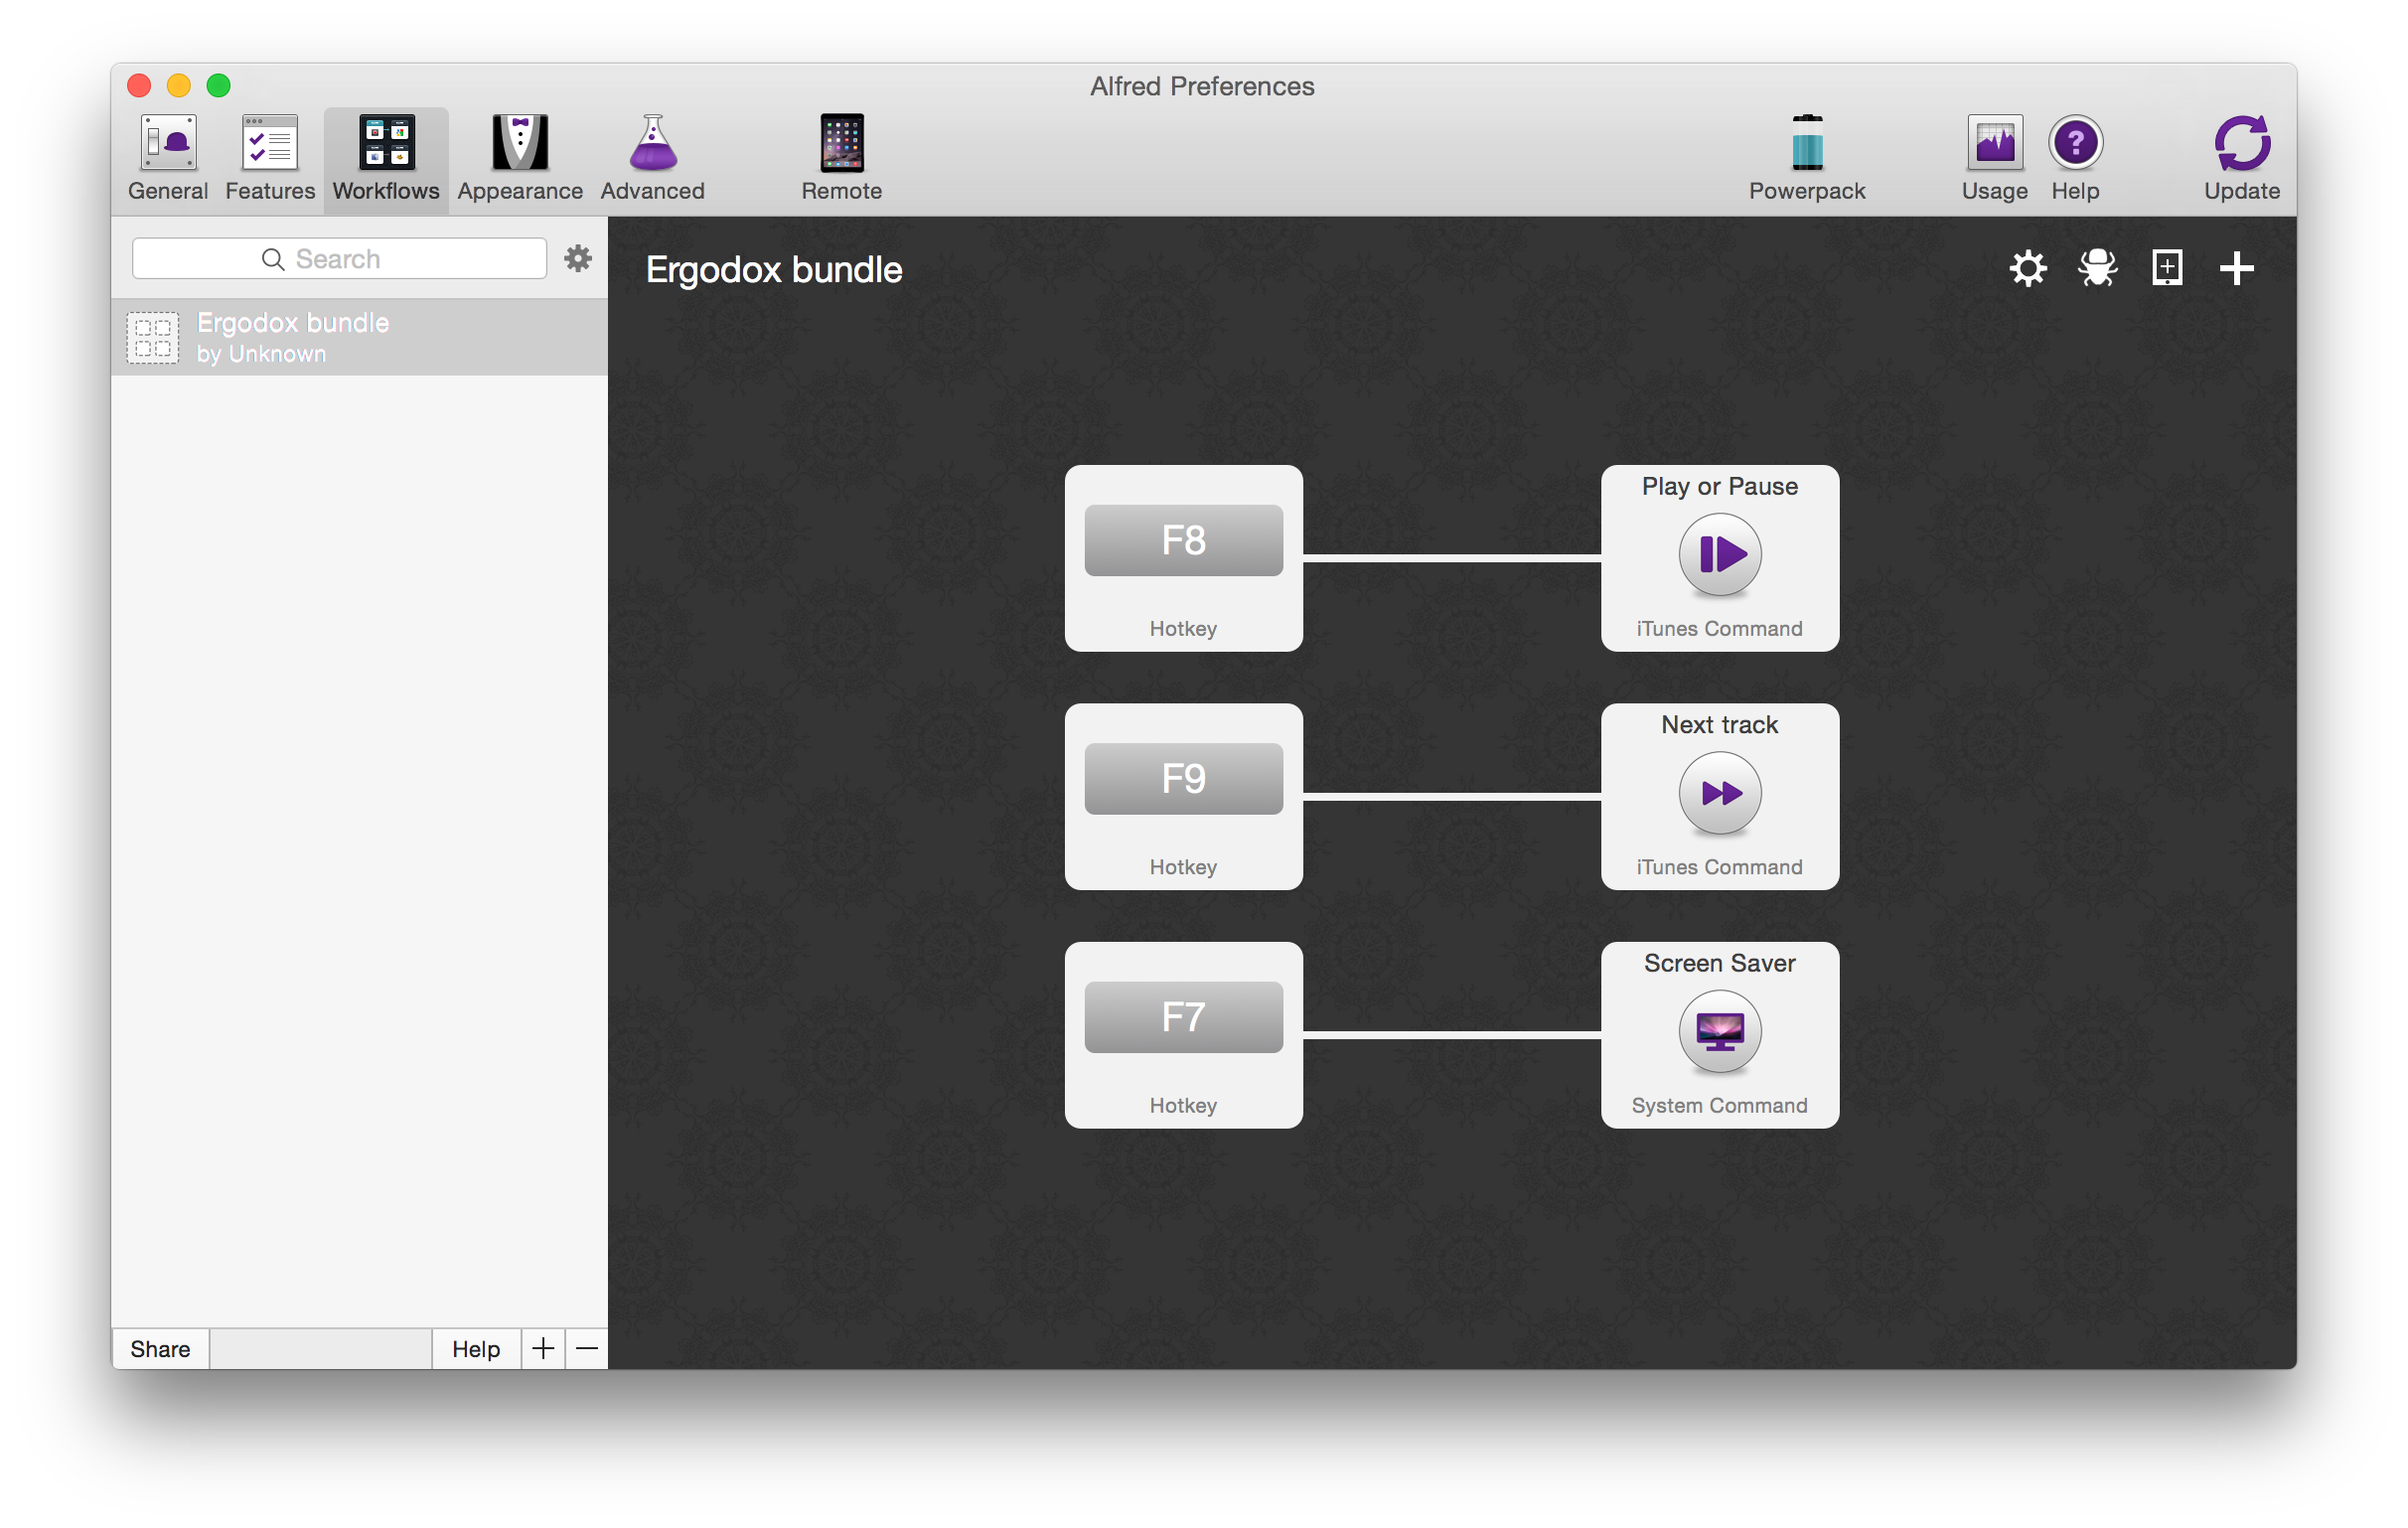 Alfred Preferences
General
Features
Workflows
Appearance
Advanced
Remote
Powerpack
Usage
Help
Update
Search
Ergodox bundle
by Unknown
Ergodox bundle
F8
Hotkey
Play or Pause
iTunes Command
F9
Hotkey
Next track
iTunes Command
F7
Hotkey
Screen Saver
System Command
Share
Help